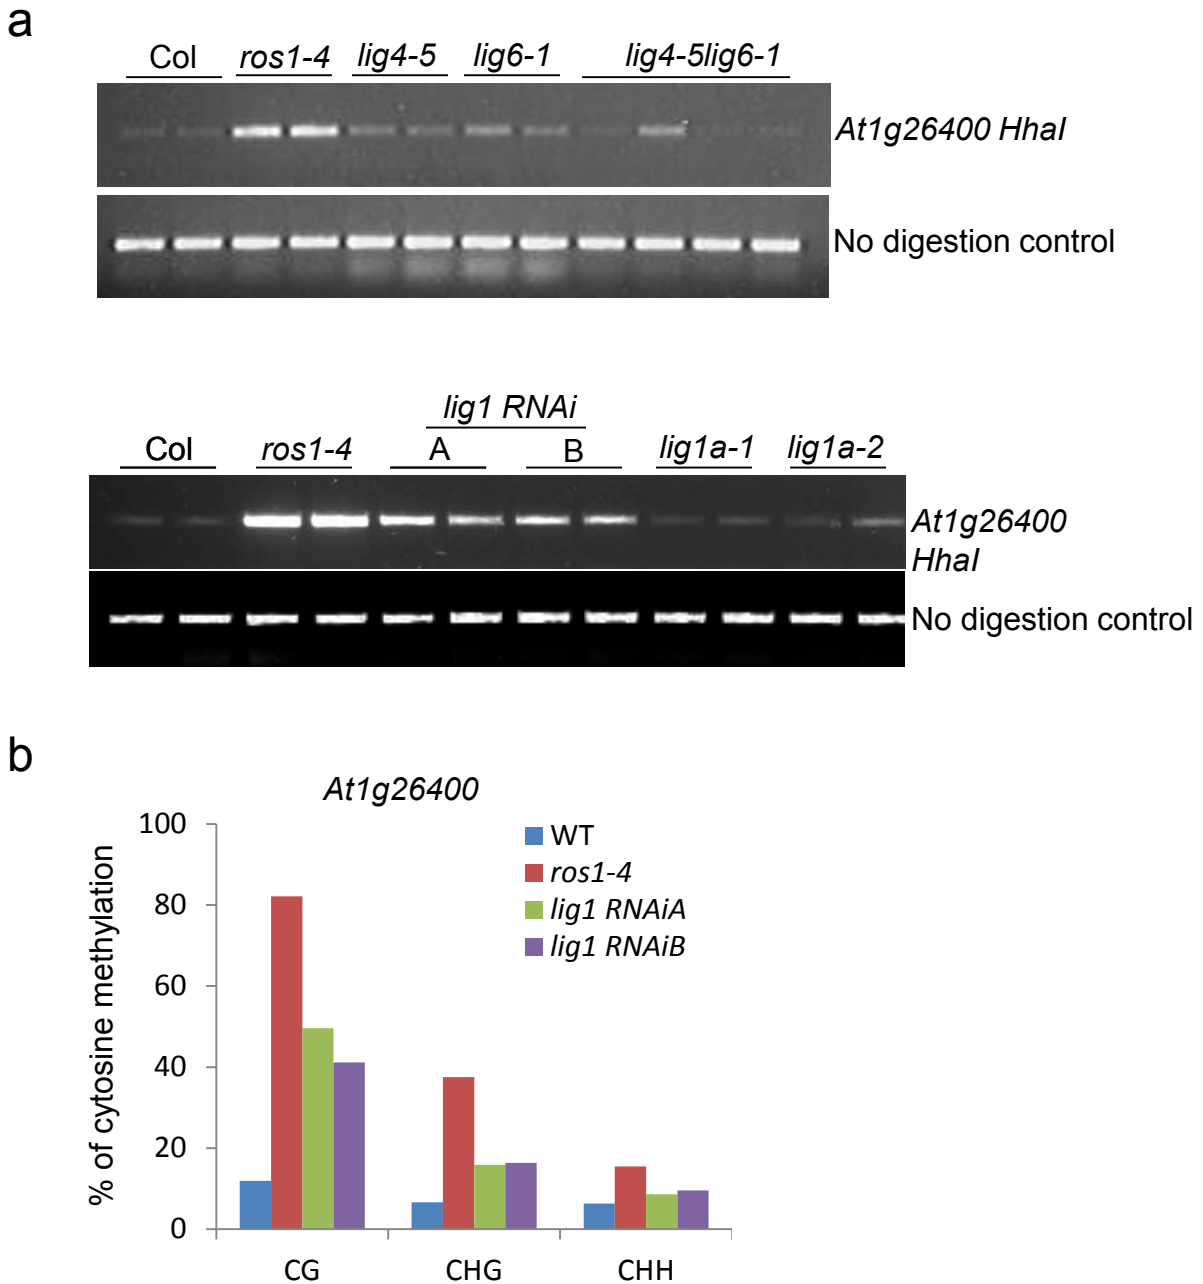 a
Col ros1-4 lig4-5 lig6-1 lig4-5lig6-1
At1g26400 HhaI
No digestion control
lig1 RNAi
Col ros1-4 A B lig1a-1 lig1a-2
At1g26400
HhaI
No digestion control
b
At1g26400
% of cytosine methylation
100
80
60
40
20
0
WT
ros1-4
lig1 RNAiA
lig1 RNAiB
CG CHG CHH